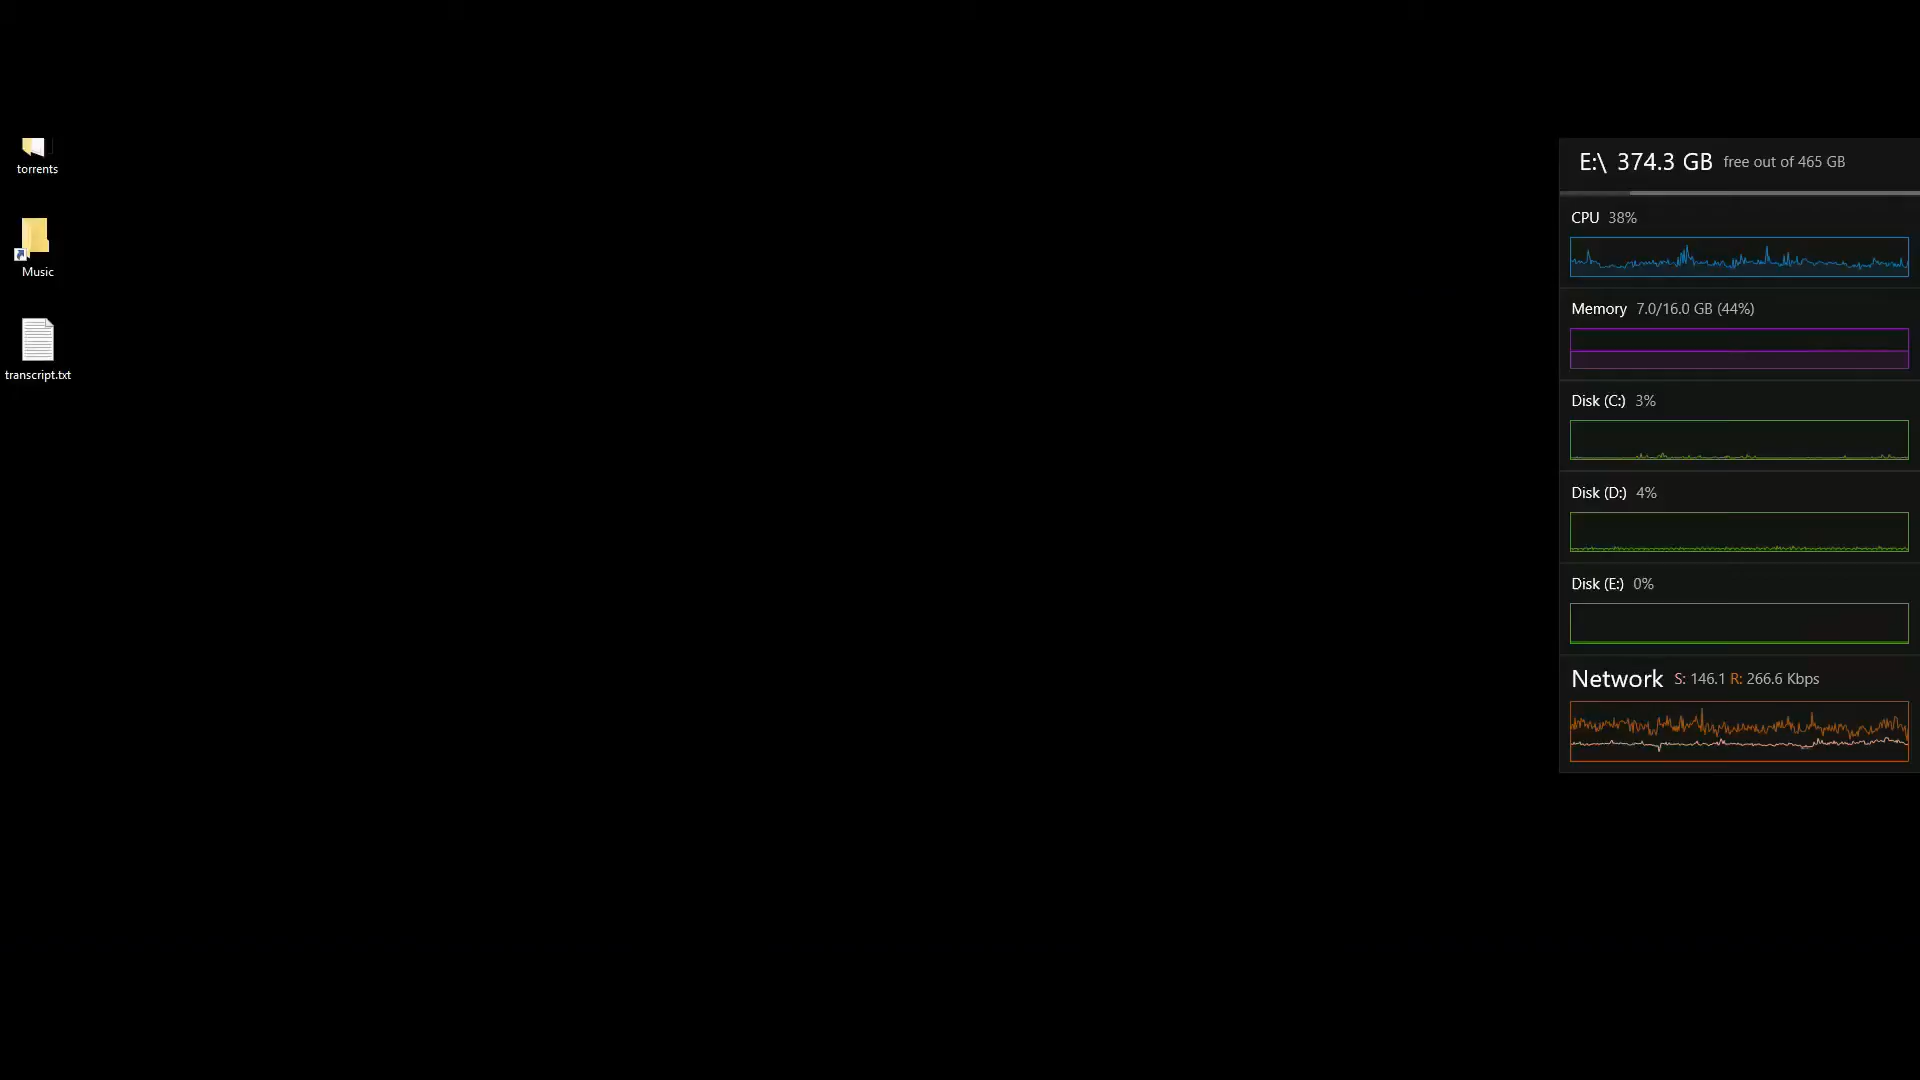 torrents
Music
transcript.txt
E:\ 374.3 GB free out of 465 GB
CPU 38%
Memory 7.0/16.0 GB (44%)
Disk (C:) 3%
Disk (D:) 4%
Disk (E:) 0%
Network S: 146.1 R: 266.6 Kbps